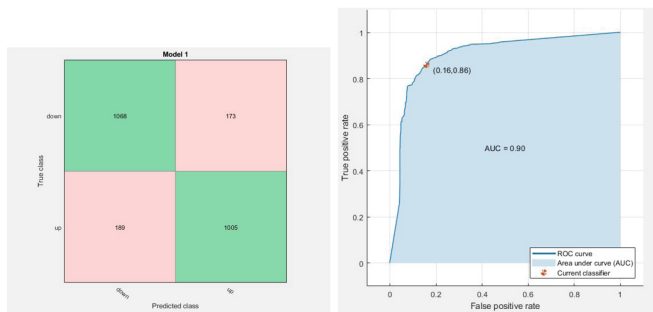 Model 1
down
1068
173
True class
up
189
1005
down
up
Predicted class
1
0.8
0.6
0.4
0.2
0
True positive rate
(0.16,0.86)
AUC = 0.90
ROC curve
Area under curve (AUC)
Current classifier
0
0.2
0.4
0.6
0.8
1
False positive rate